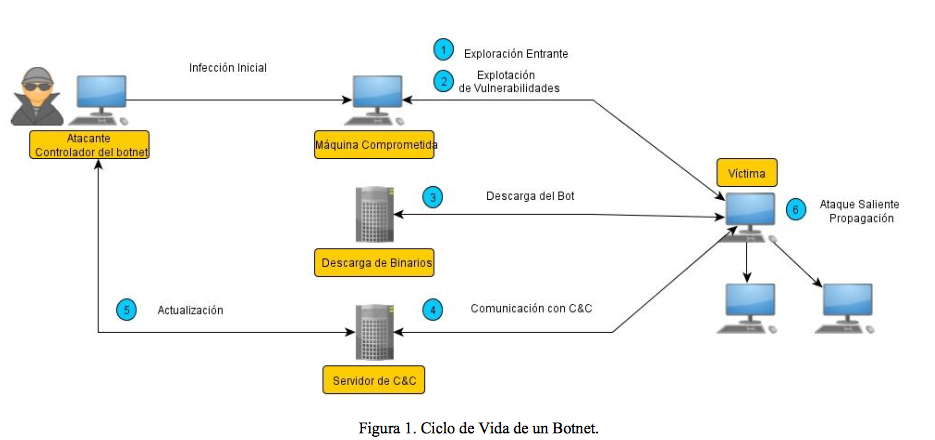 1 Exploración Entrante
Infección Inicial
2 Explotación
de Vulnerabilidades
Atacante
Controlador del botnet
Máquina Comprometida
Víctima
3 Descarga del Bot
6 Ataque Saliente
Propagación
Descarga de Binarios
5 Actualización
4 Comunicación con C&C
Servidor de C&C
Figura 1. Ciclo de Vida de un Botnet.